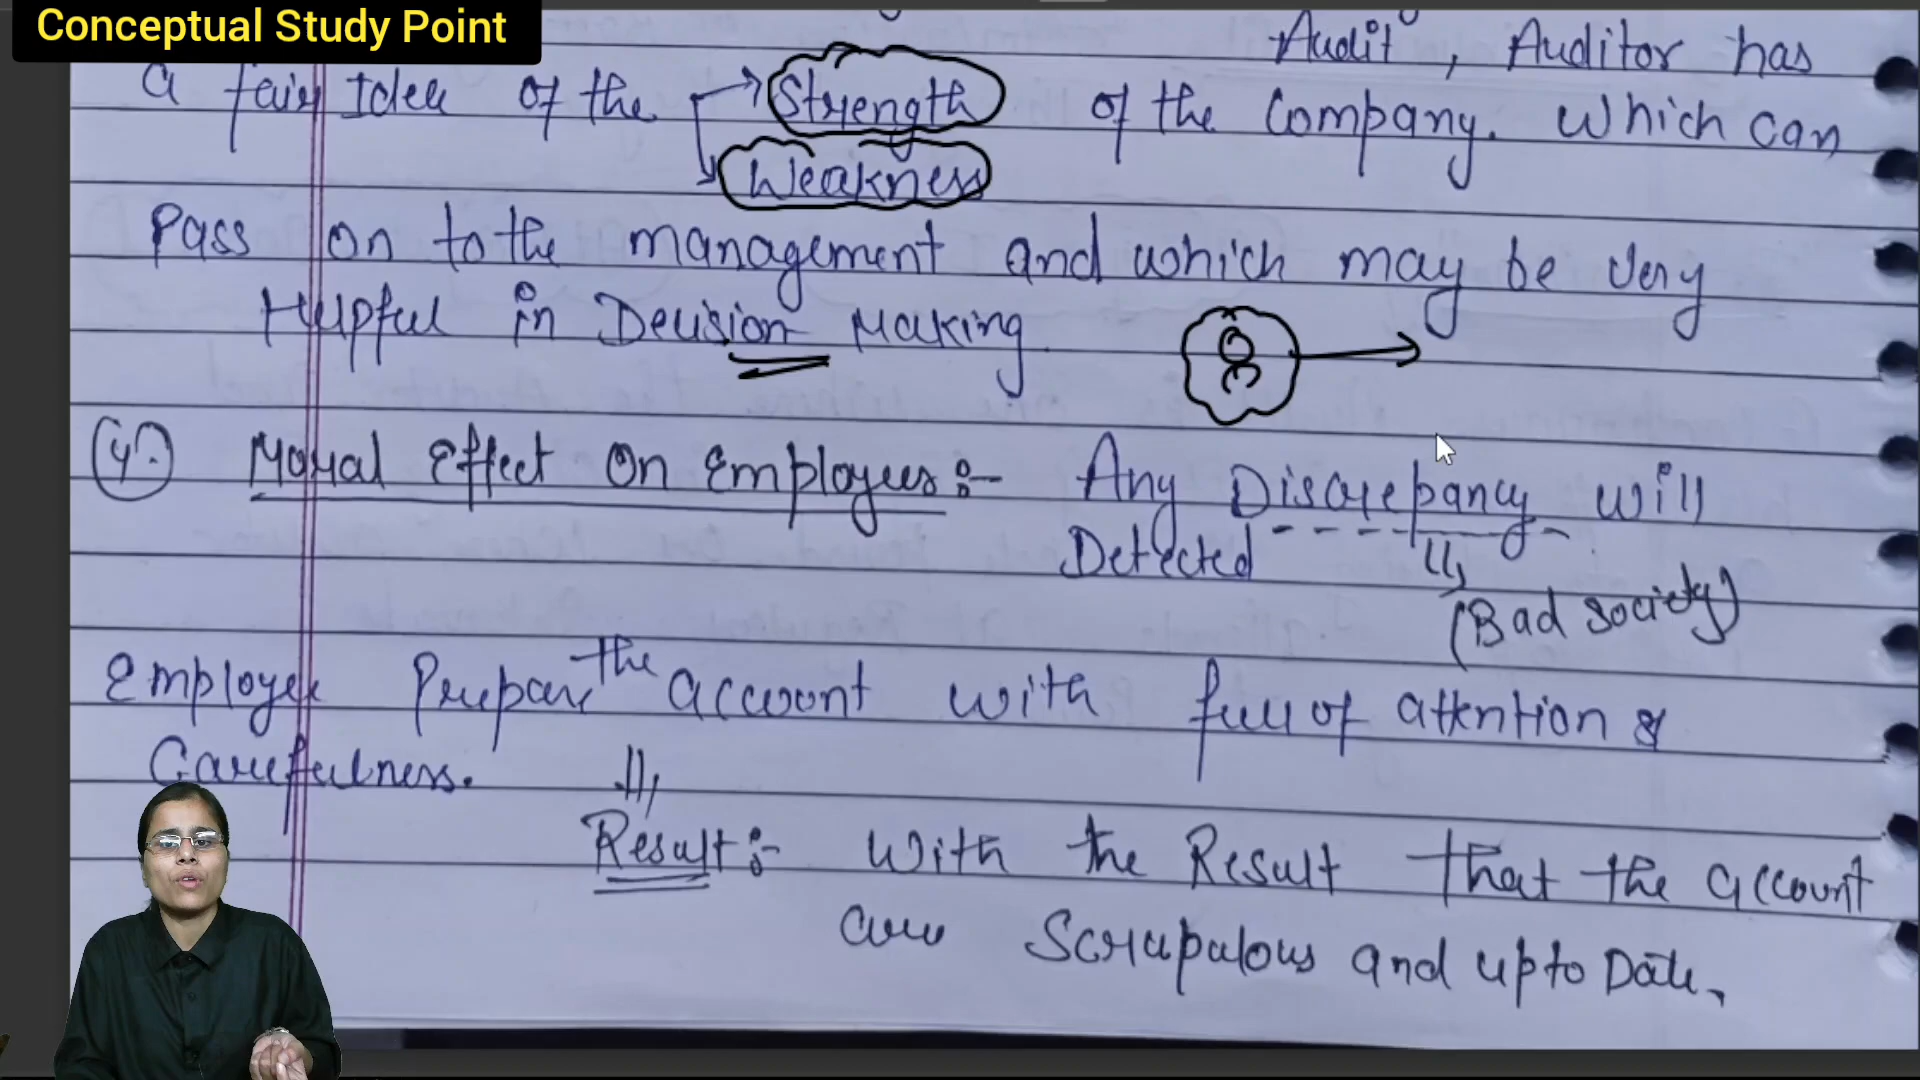 Conceptual Study Point
Audit, Auditor has
a fair Idea of the Strength of the Company. Which can
Weakness
Pass on to the management and which may be very
Helpful in Decision Making.
4. Moral Effect On Employees :- Any Discrepancy will
Detected
(Bad society)
Employee Prepare the account with full of attention &
Carefulness.
Result :- With the Result that the account
are Scrupulous and up to Date.